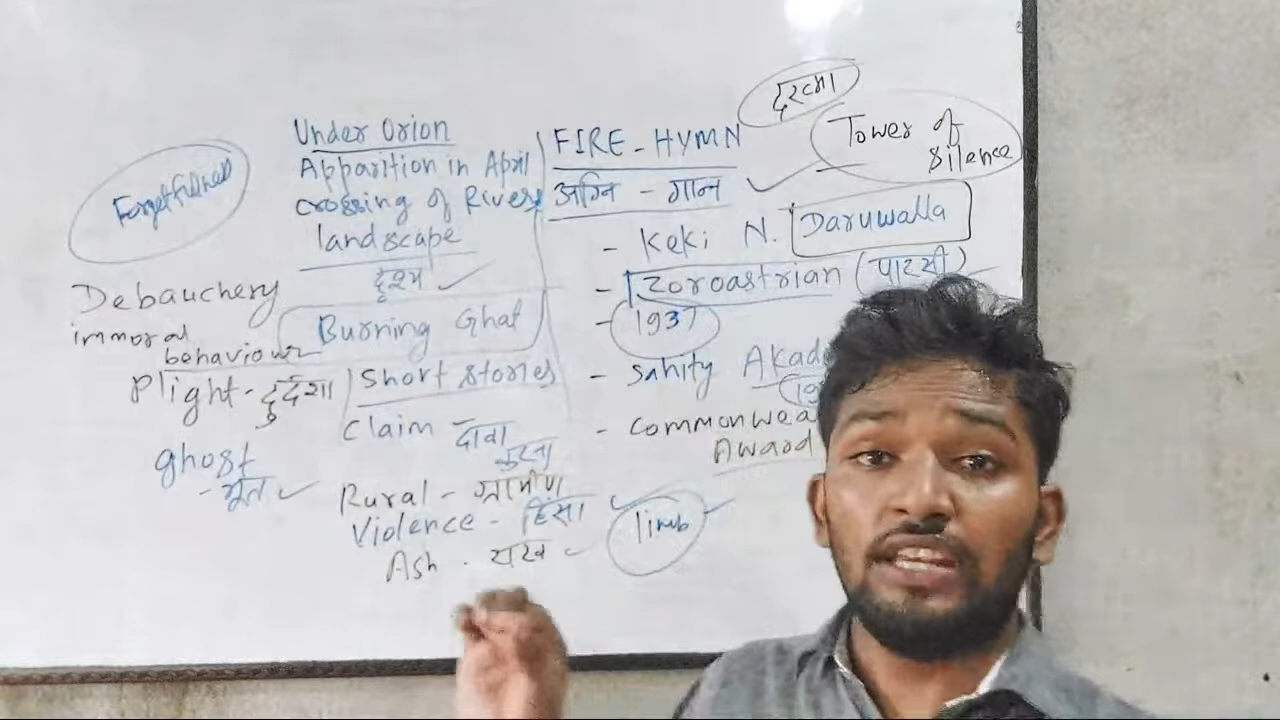 Forgetfulness
Debauchery
immoral
behaviour
Plight - दुर्दशा
ghost
- भूत ✓
Under Orion
Apparition in April
crossing of Rivers
landscape
दृश्य ✓
Burning Ghat
Short stories
Claim दावा
करना
Rural - ग्रामीण
Violence - हिंसा
Ash - राख
limb
FIRE - HYMN
अग्नि - गान ✓
Tower of
silence
- Keki N. Daruwalla
- Zoroastrian (पारसी)
- 1937
- Sahity Akad
19
- Commonwea
Award